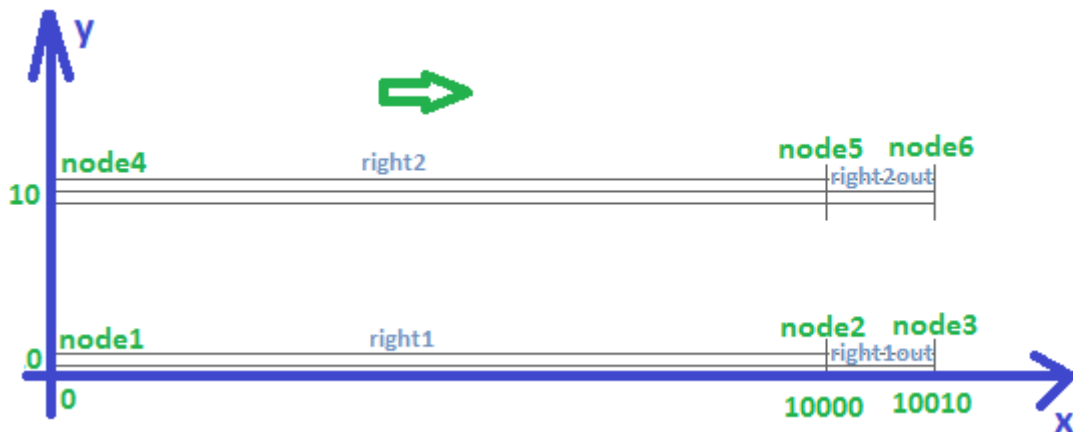 y
node4
right2
node5
node6
10
right2out
node1
right1
node2
node3
0
right1out
0
10000
10010
x